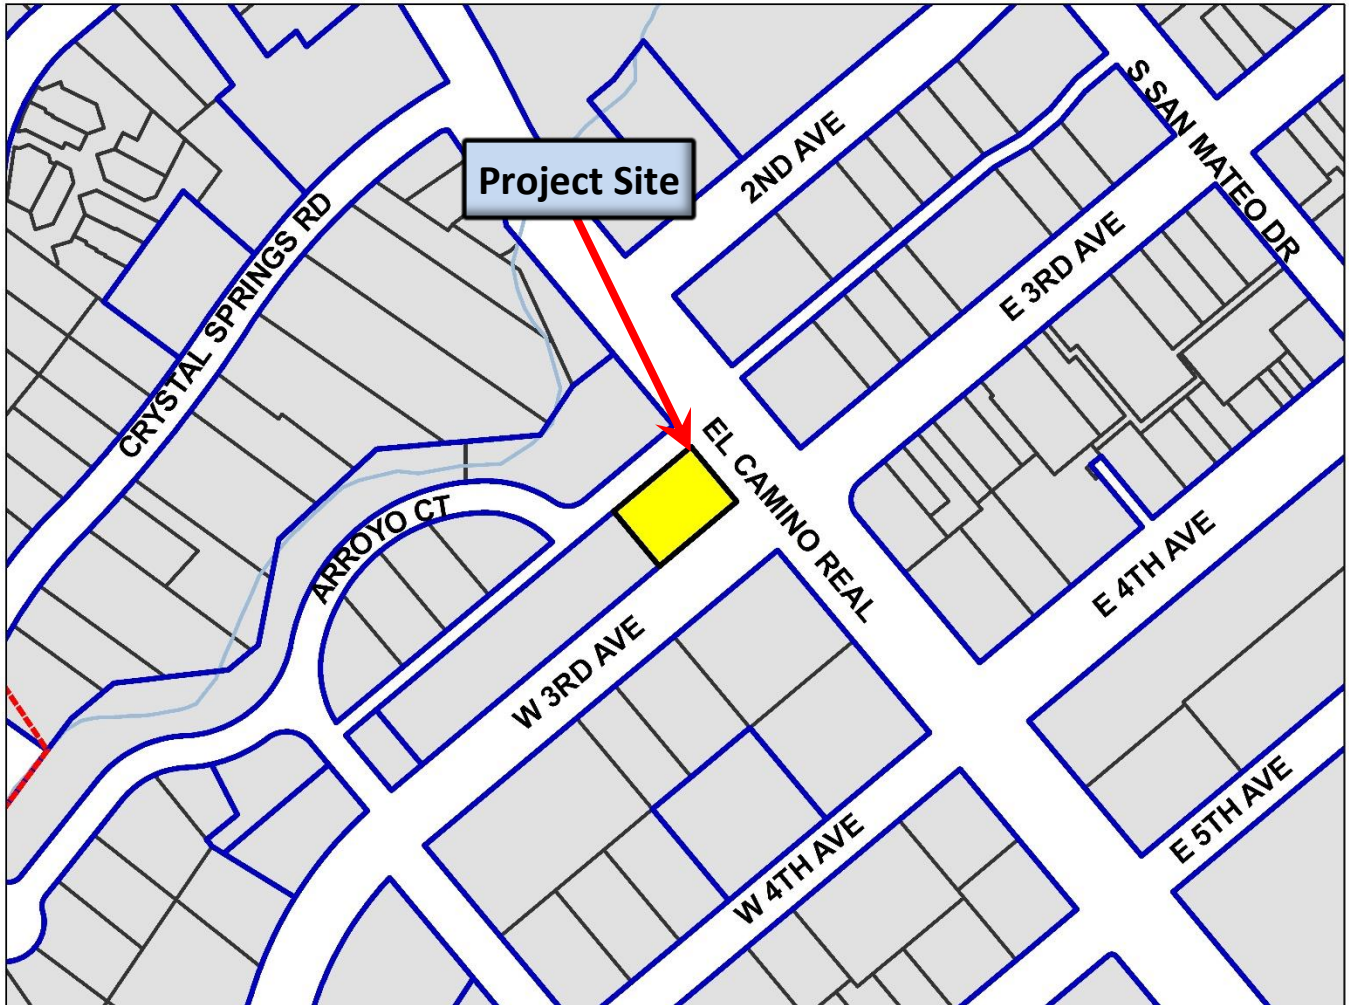 S SAN MATEO DR
2ND AVE
Project Site
CRYSTAL SPRINGS RD
E 3RD AVE
EL CAMINO REAL
ARROYO CT
E 4TH AVE
W 3RD AVE
E 5TH AVE
W 4TH AVE